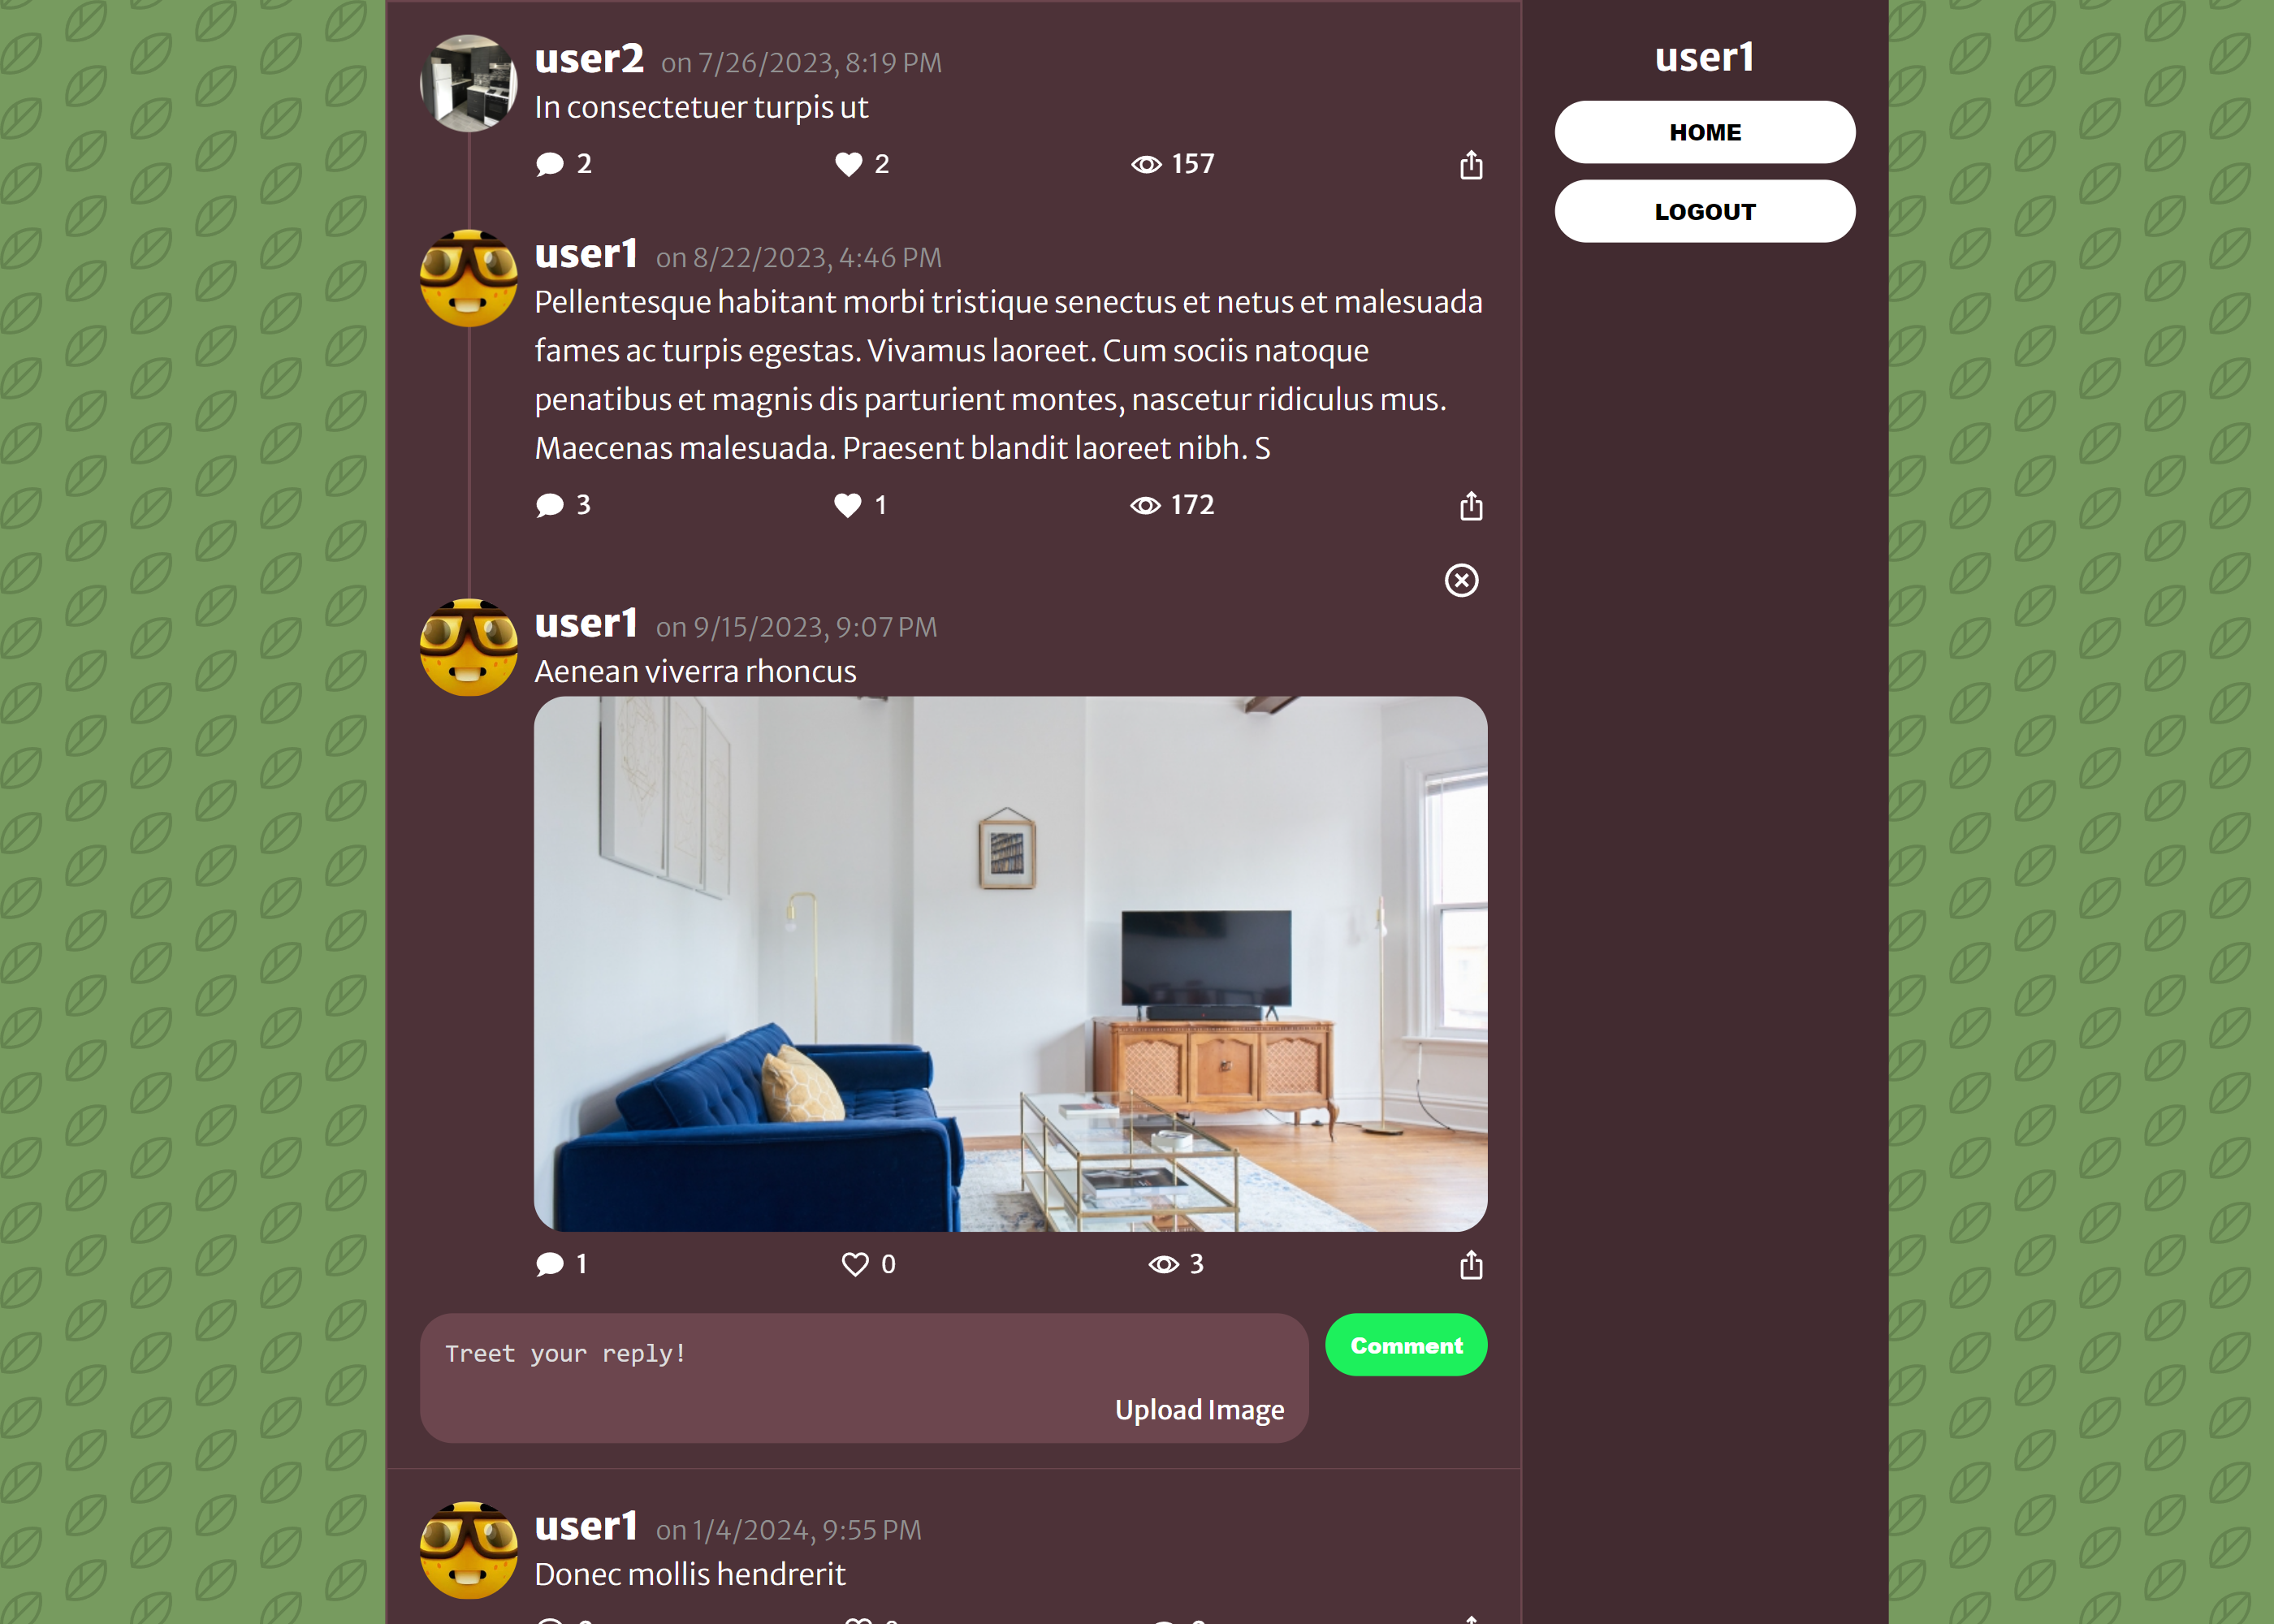 user2 on 7/26/2023, 8:19 PM
In consectetuer turpis ut
2 2 157
user1 on 8/22/2023, 4:46 PM
Pellentesque habitant morbi tristique senectus et netus et malesuada
fames ac turpis egestas. Vivamus laoreet. Cum sociis natoque
penatibus et magnis dis parturient montes, nascetur ridiculus mus.
Maecenas malesuada. Praesent blandit laoreet nibh. S
3 1 172
user1 on 9/15/2023, 9:07 PM
Aenean viverra rhoncus
1 0 3
Treet your reply!
Upload Image
Comment
user1 on 1/4/2024, 9:55 PM
Donec mollis hendrerit
user1
HOME
LOGOUT